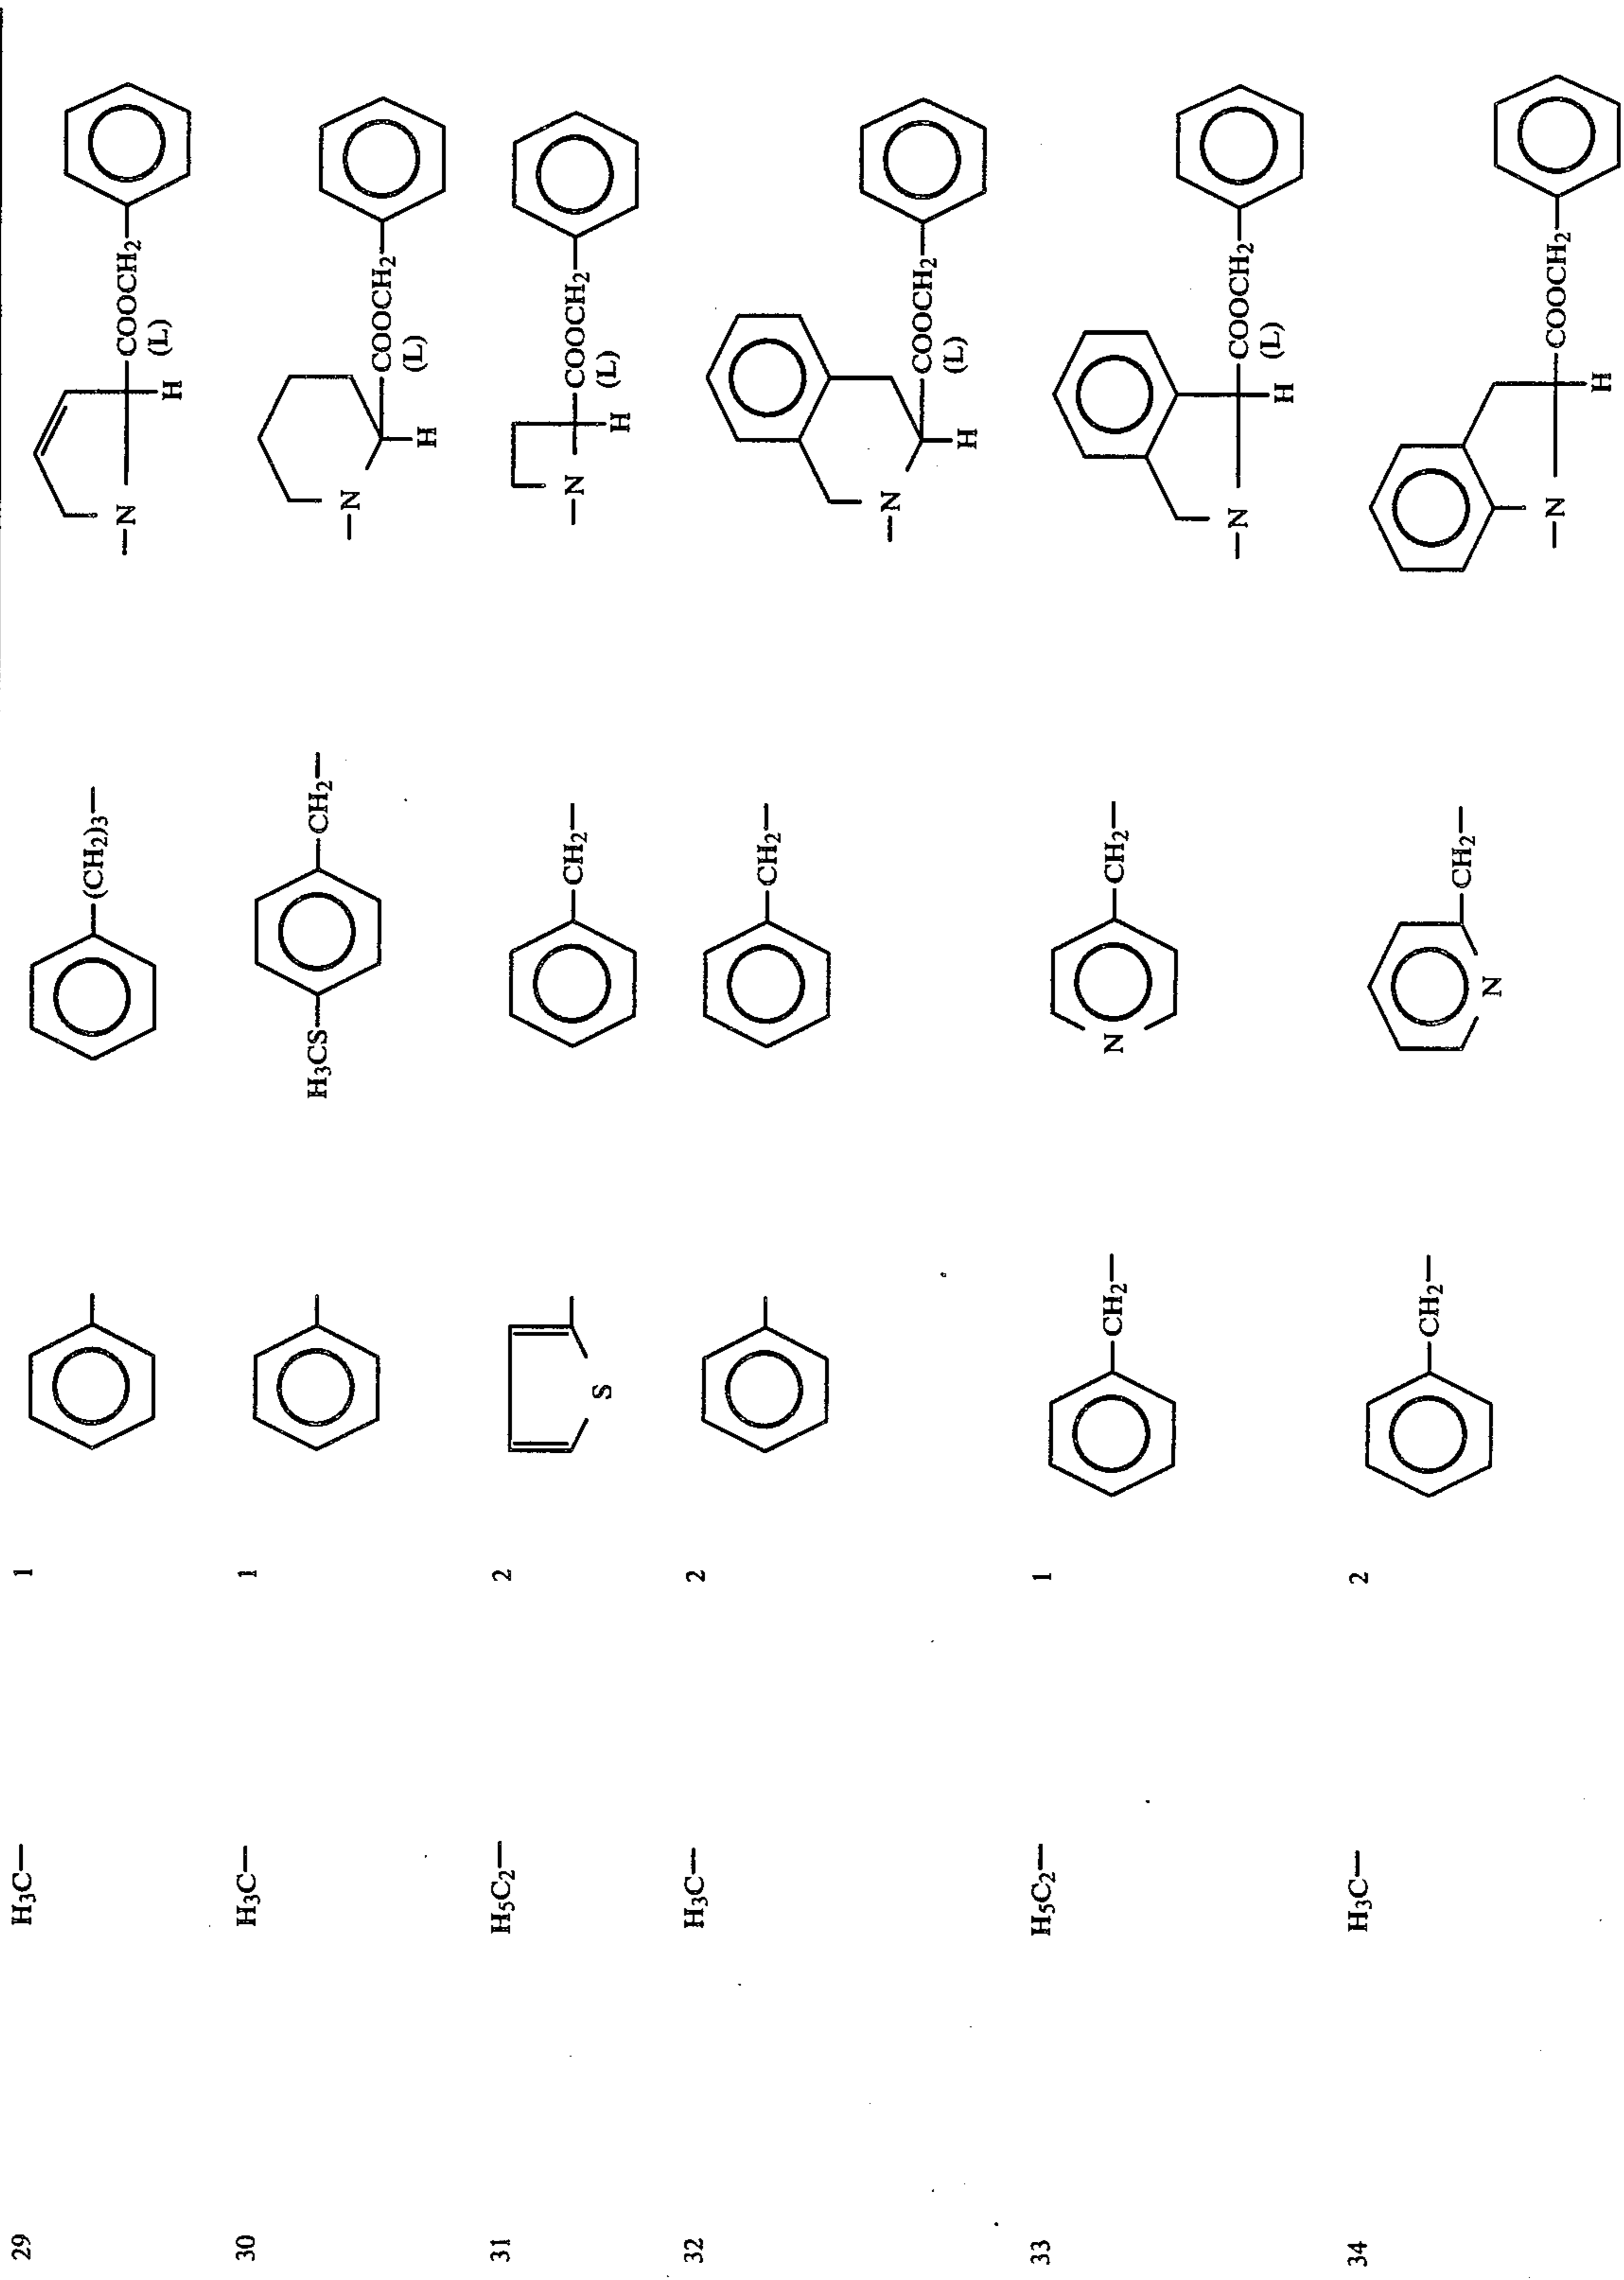 29 H₃C— 1
—(CH₂)₃—
—N —COOCH₂—
H (L)
30 H₃C— 1
H₃CS— —CH₂—
—N —COOCH₂—
H (L)
31 H₅C₂— 2
S —CH₂—
—N —COOCH₂—
H (L)
32 H₃C— 2
—CH₂—
—N —COOCH₂—
H (L)
33 H₅C₂— 1
—CH₂— N —CH₂—
—N —COOCH₂—
H (L)
34 H₃C— 2
—CH₂— N —CH₂—
—N —COOCH₂—
H